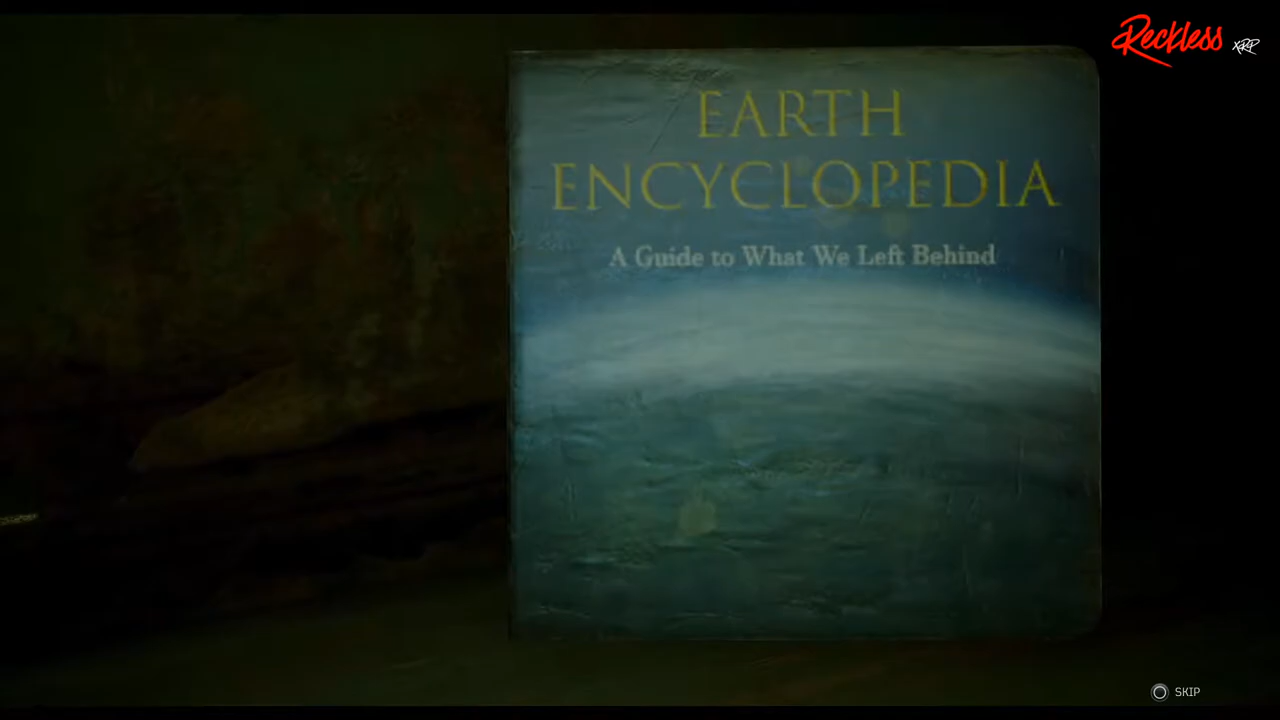 Reckless XRP
EARTH
ENCYCLOPEDIA
A Guide to What We Left Behind
SKIP